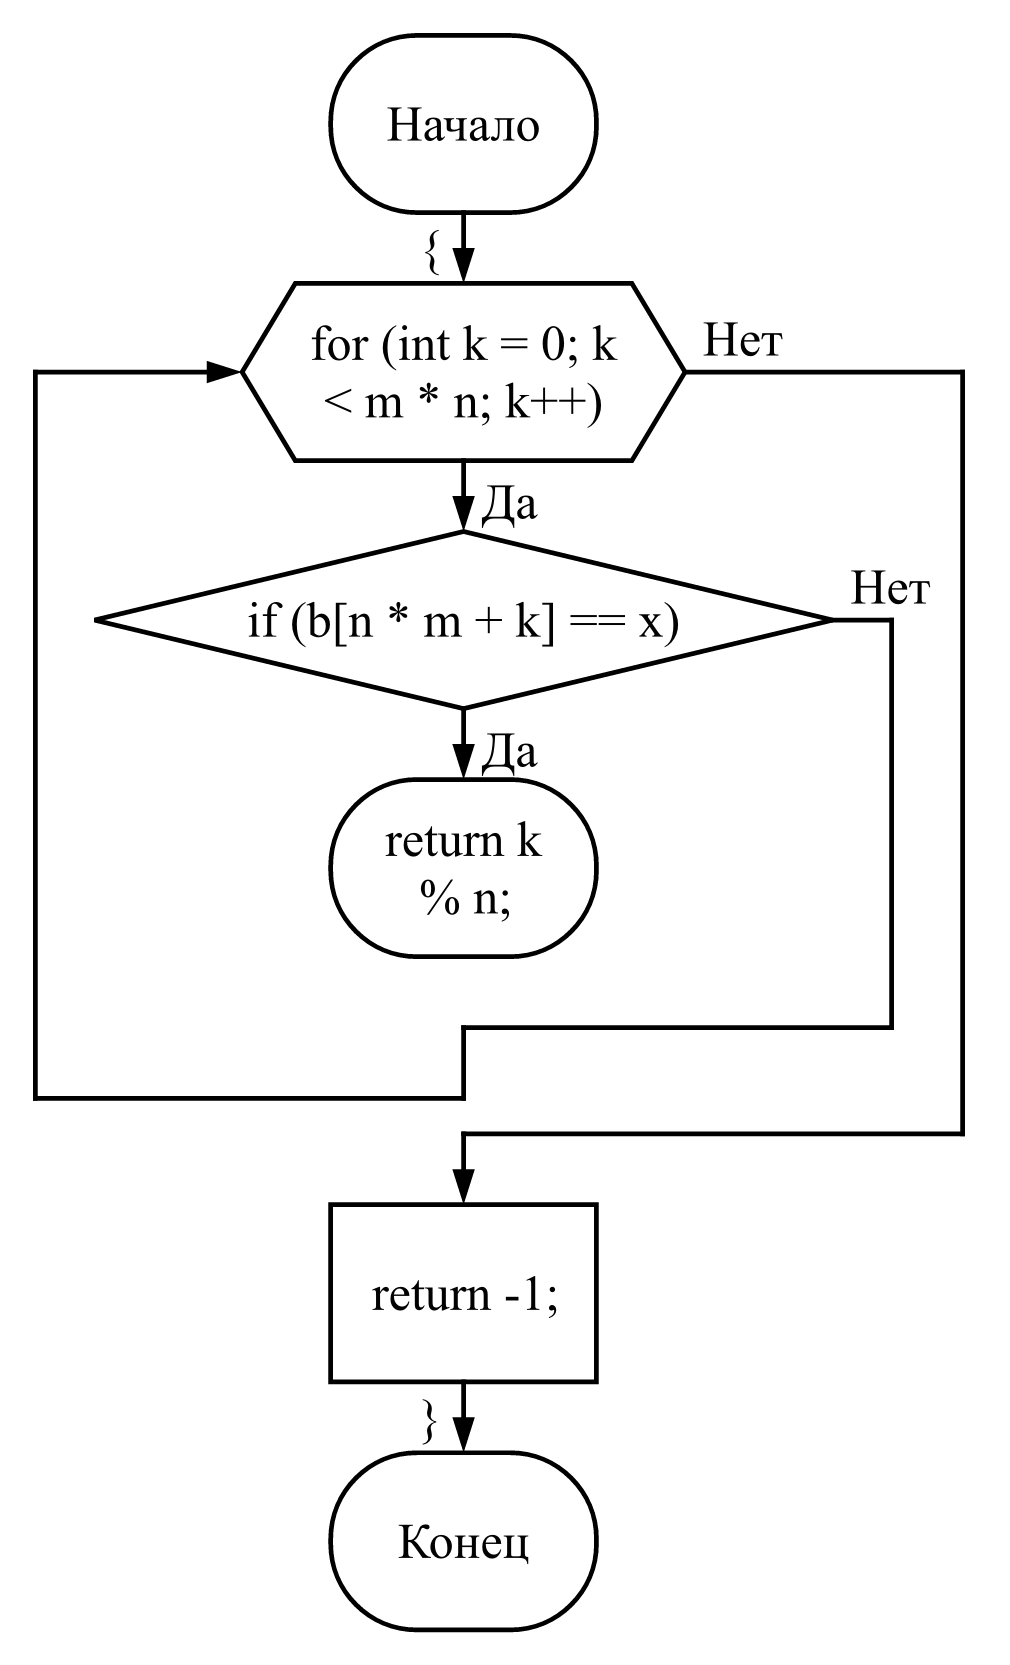 Начало
{
for (int k = 0; k
< m * n; k++)
Нет
Да
if (b[n * m + k] == x)
Нет
Да
return k
% n;
return -1;
}
Конец